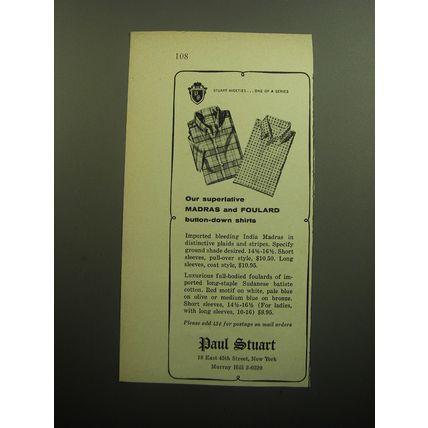 108
STUART NICETIES . . . ONE OF A SERIES
Our superlative
MADRAS and FOULARD
button-down shirts
Imported bleeding India Madras in
distinctive plaids and stripes. Specify
ground shade desired. 14½-16½. Short
sleeves, pull-over style, $10.50. Long
sleeves, coat style, $10.95.
Luxurious full-bodied foulards of im-
ported long-staple Sudanese batiste
cotton. Red motif on white, pale blue
on olive or medium blue on bronze.
Short sleeves, 14½-16½ (For ladies,
with long sleeves, 10-16) $8.95.
Please add 45¢ for postage on mail orders
Paul Stuart
18 East 45th Street, New York
Murray Hill 2-0320